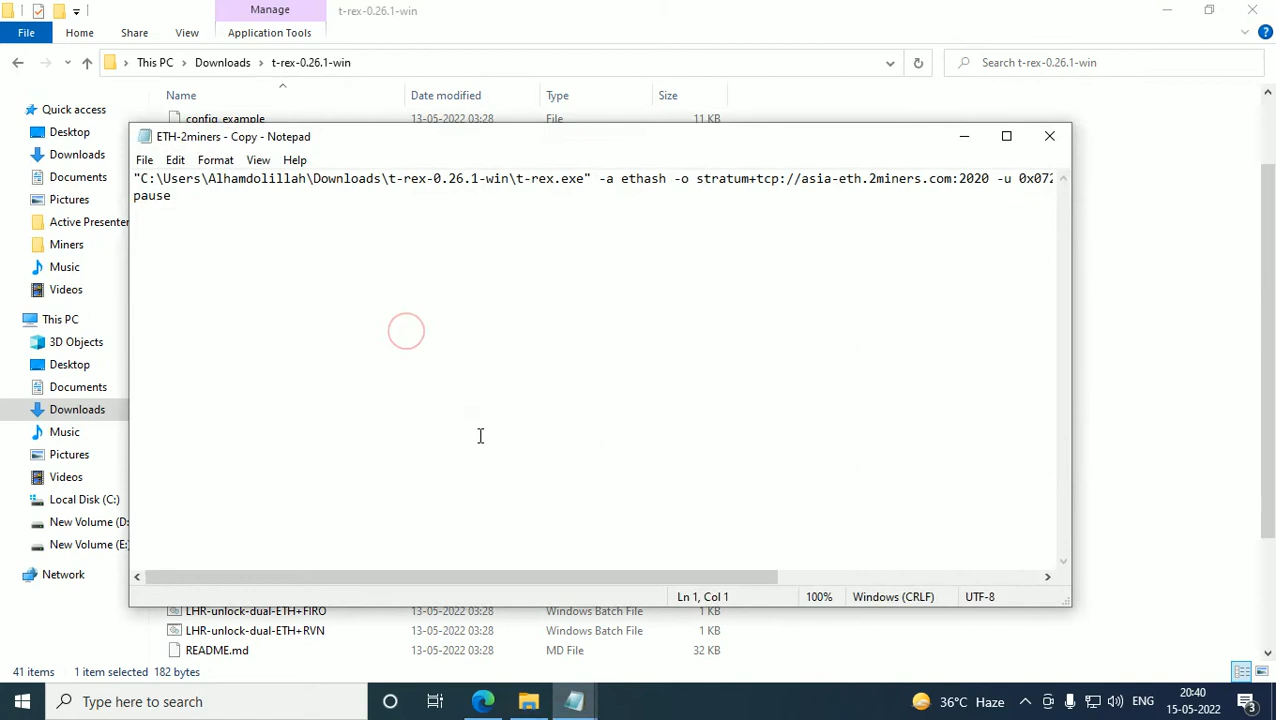 Manage
t-rex-0.26.1-win
File
Home
Share
View
Application Tools
This PC
Downloads
t-rex-0.26.1-win
Search t-rex-0.26.1-win
Name
Date modified
Type
Size
config_example
13-05-2022 03:28
File
11 KB
Quick access
Desktop
Downloads
Documents
Pictures
Active Presenter
Miners
Music
Videos
This PC
3D Objects
Desktop
Documents
Downloads
Music
Pictures
Videos
Local Disk (C:)
New Volume (D:
New Volume (E:)
Network
ETH-2miners - Copy - Notepad
File
Edit
Format
View
Help
"C:\Users\Alhamdolillah\Downloads\t-rex-0.26.1-win\t-rex.exe" -a ethash -o stratum+tcp://asia-eth.2miners.com:2020 -u 0x072
pause
Ln 1, Col 1
100%
Windows (CRLF)
UTF-8
LHR-unlock-dual-ETH+FIRO
13-05-2022 03:28
Windows Batch File
1 KB
LHR-unlock-dual-ETH+RVN
13-05-2022 03:28
Windows Batch File
1 KB
README.md
13-05-2022 03:28
MD File
32 KB
41 items
1 item selected 182 bytes
Type here to search
36°C Haze
ENG
20:40
15-05-2022
3